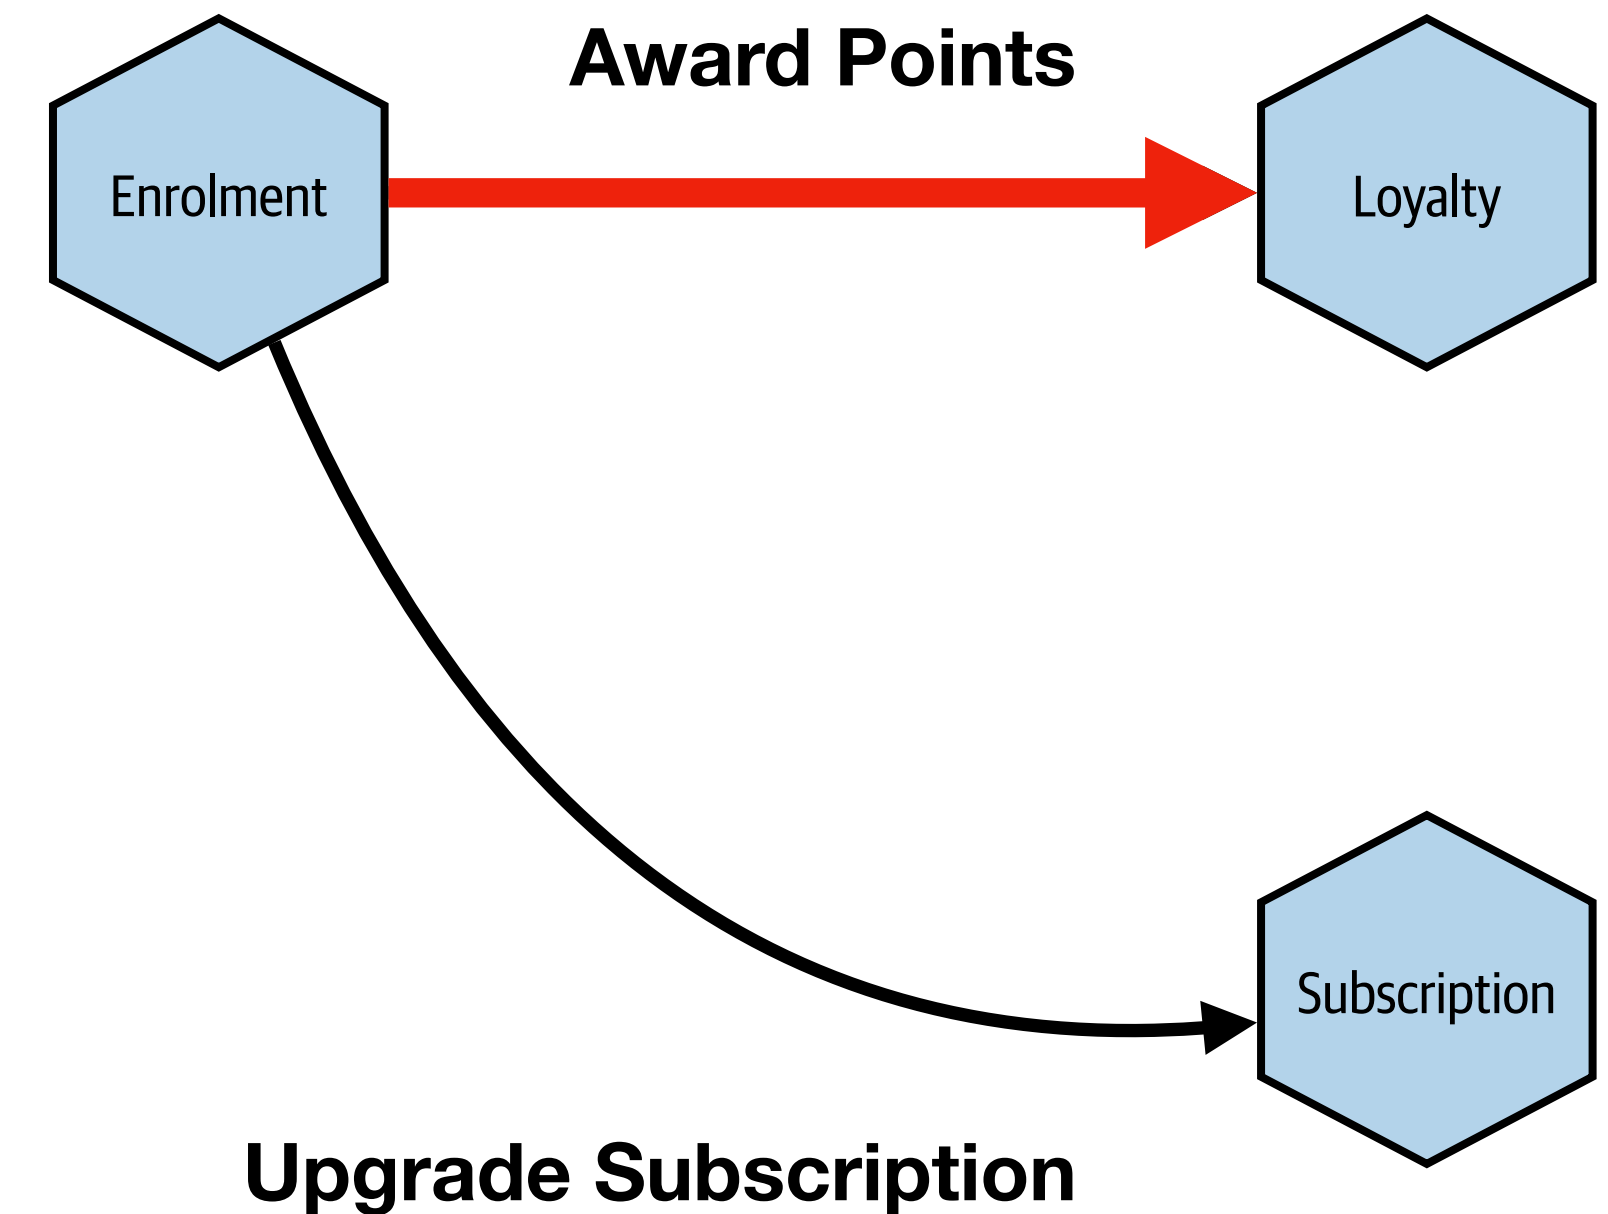 Award Points
Enrolment
Loyalty
Subscription
Upgrade Subscription